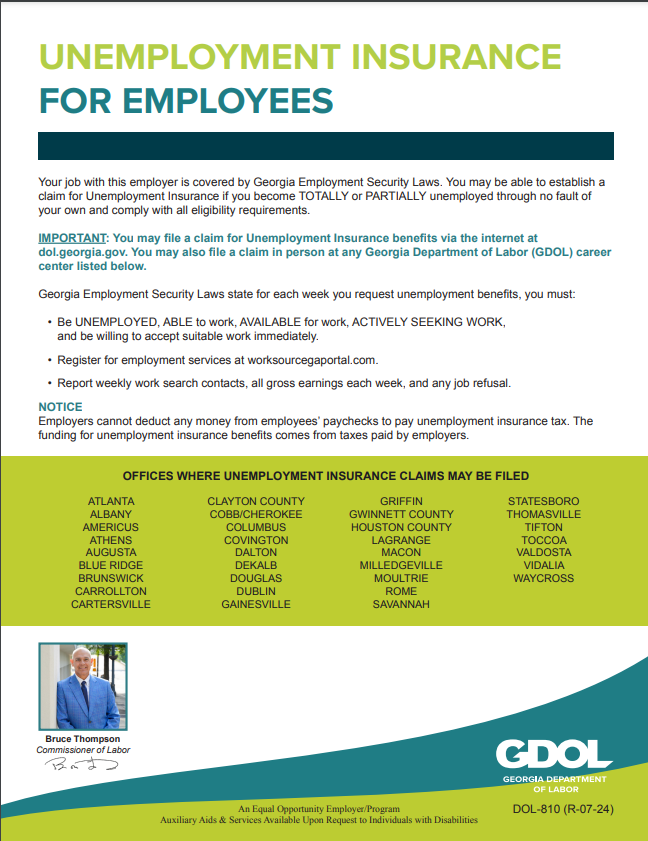 UNEMPLOYMENT INSURANCE
FOR EMPLOYEES
Your job with this employer is covered by Georgia Employment Security Laws. You may be able to establish a
claim for Unemployment Insurance if you become TOTALLY or PARTIALLY unemployed through no fault of
your own and comply with all eligibility requirements.
IMPORTANT: You may file a claim for Unemployment Insurance benefits via the internet at
dol.georgia.gov. You may also file a claim in person at any Georgia Department of Labor (GDOL) career
center listed below.
Georgia Employment Security Laws state for each week you request unemployment benefits, you must:
• Be UNEMPLOYED, ABLE to work, AVAILABLE for work, ACTIVELY SEEKING WORK,
and be willing to accept suitable work immediately.
• Register for employment services at worksourcegaportal.com.
• Report weekly work search contacts, all gross earnings each week, and any job refusal.
NOTICE
Employers cannot deduct any money from employees' paychecks to pay unemployment insurance tax. The
funding for unemployment insurance benefits comes from taxes paid by employers.
OFFICES WHERE UNEMPLOYMENT INSURANCE CLAIMS MAY BE FILED
ATLANTA
ALBANY
AMERICUS
ATHENS
AUGUSTA
BLUE RIDGE
BRUNSWICK
CARROLLTON
CARTERSVILLE
CLAYTON COUNTY
COBB/CHEROKEE
COLUMBUS
COVINGTON
DALTON
DEKALB
DOUGLAS
DUBLIN
GAINESVILLE
GRIFFIN
GWINNETT COUNTY
HOUSTON COUNTY
LAGRANGE
MACON
MILLEDGEVILLE
MOULTRIE
ROME
SAVANNAH
STATESBORO
THOMASVILLE
TIFTON
TOCCOA
VALDOSTA
VIDALIA
WAYCROSS
Bruce Thompson
Commissioner of Labor
GDOL
GEORGIA DEPARTMENT
OF LABOR
An Equal Opportunity Employer/Program
Auxiliary Aids & Services Available Upon Request to Individuals with Disabilities
DOL-810 (R-07-24)